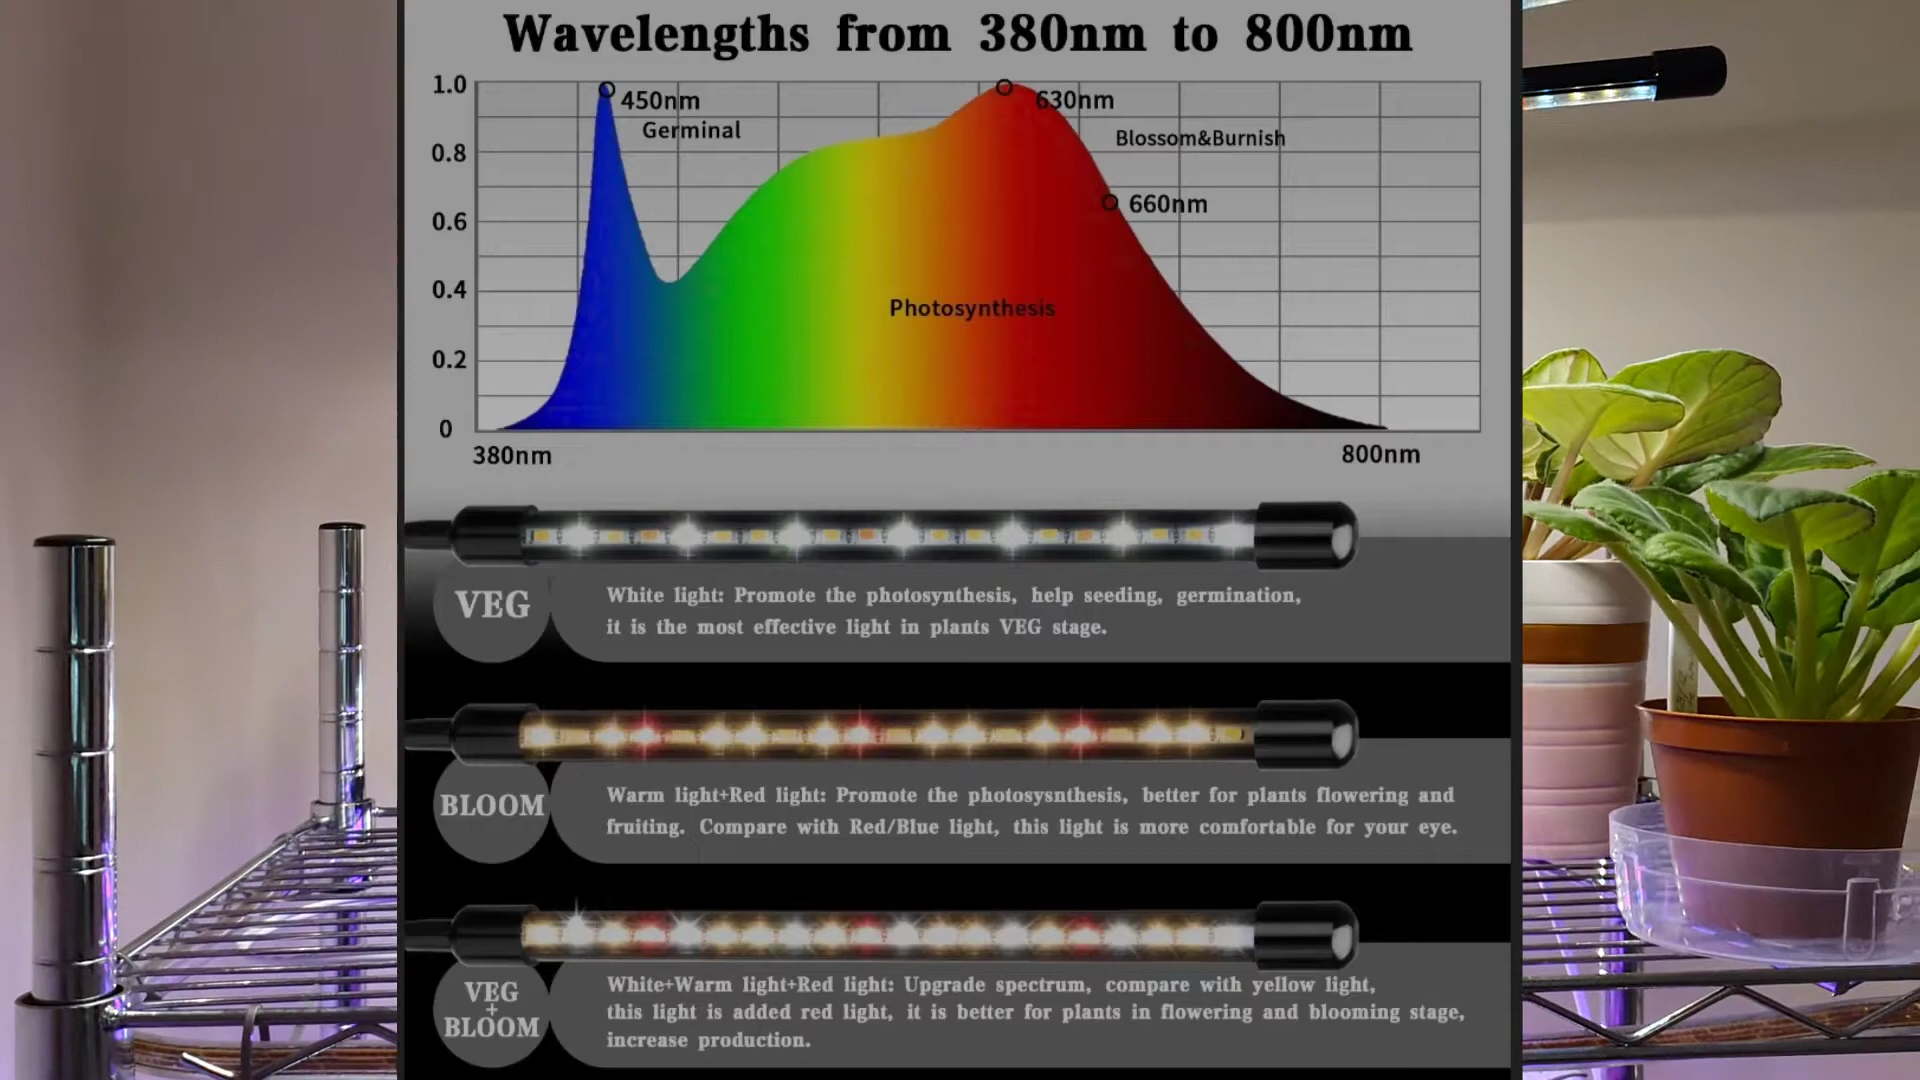 Wavelengths from 380nm to 800nm
1.0
450nm
630nm
Germinal
Blossom&Burnish
0.8
660nm
0.6
0.4
Photosynthesis
0.2
0
380nm
800nm
VEG
White light: Promote the photosynthesis, help seeding, germination,
it is the most effective light in plants VEG stage.
BLOOM
Warm light+Red light: Promote the photosysnthesis, better for plants flowering and
fruiting. Compare with Red/Blue light, this light is more comfortable for your eye.
VEG
+
BLOOM
White+Warm light+Red light: Upgrade spectrum, compare with yellow light,
this light is added red light, it is better for plants in flowering and blooming stage,
increase production.